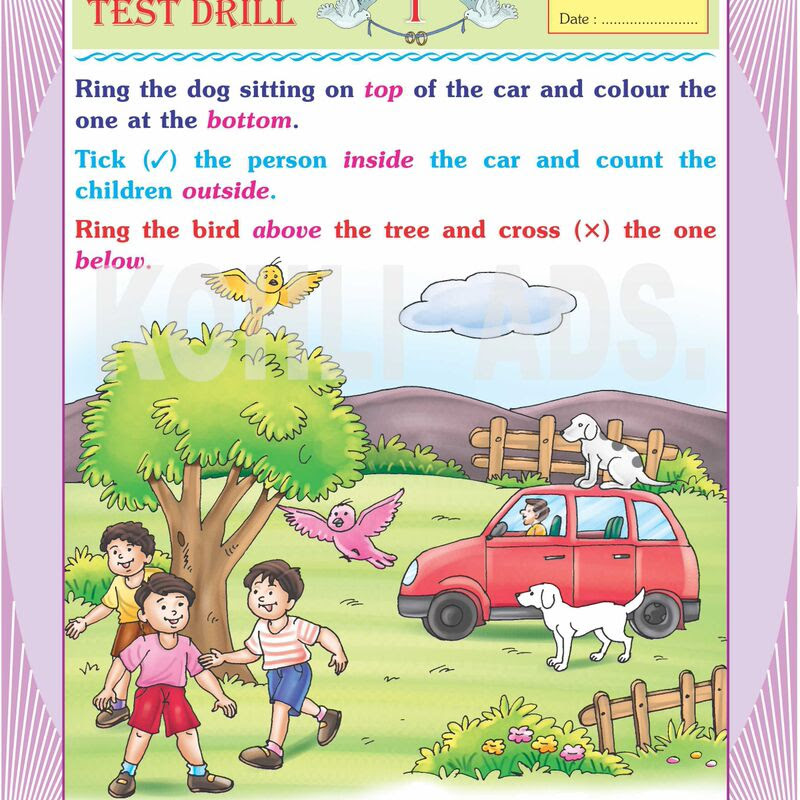 TEST DRILL
1
Date : ........................
Ring the dog sitting on top of the car and colour the
one at the bottom.
Tick (✓) the person inside the car and count the
children outside.
Ring the bird above the tree and cross (×) the one
below.
KOHLI ADS.